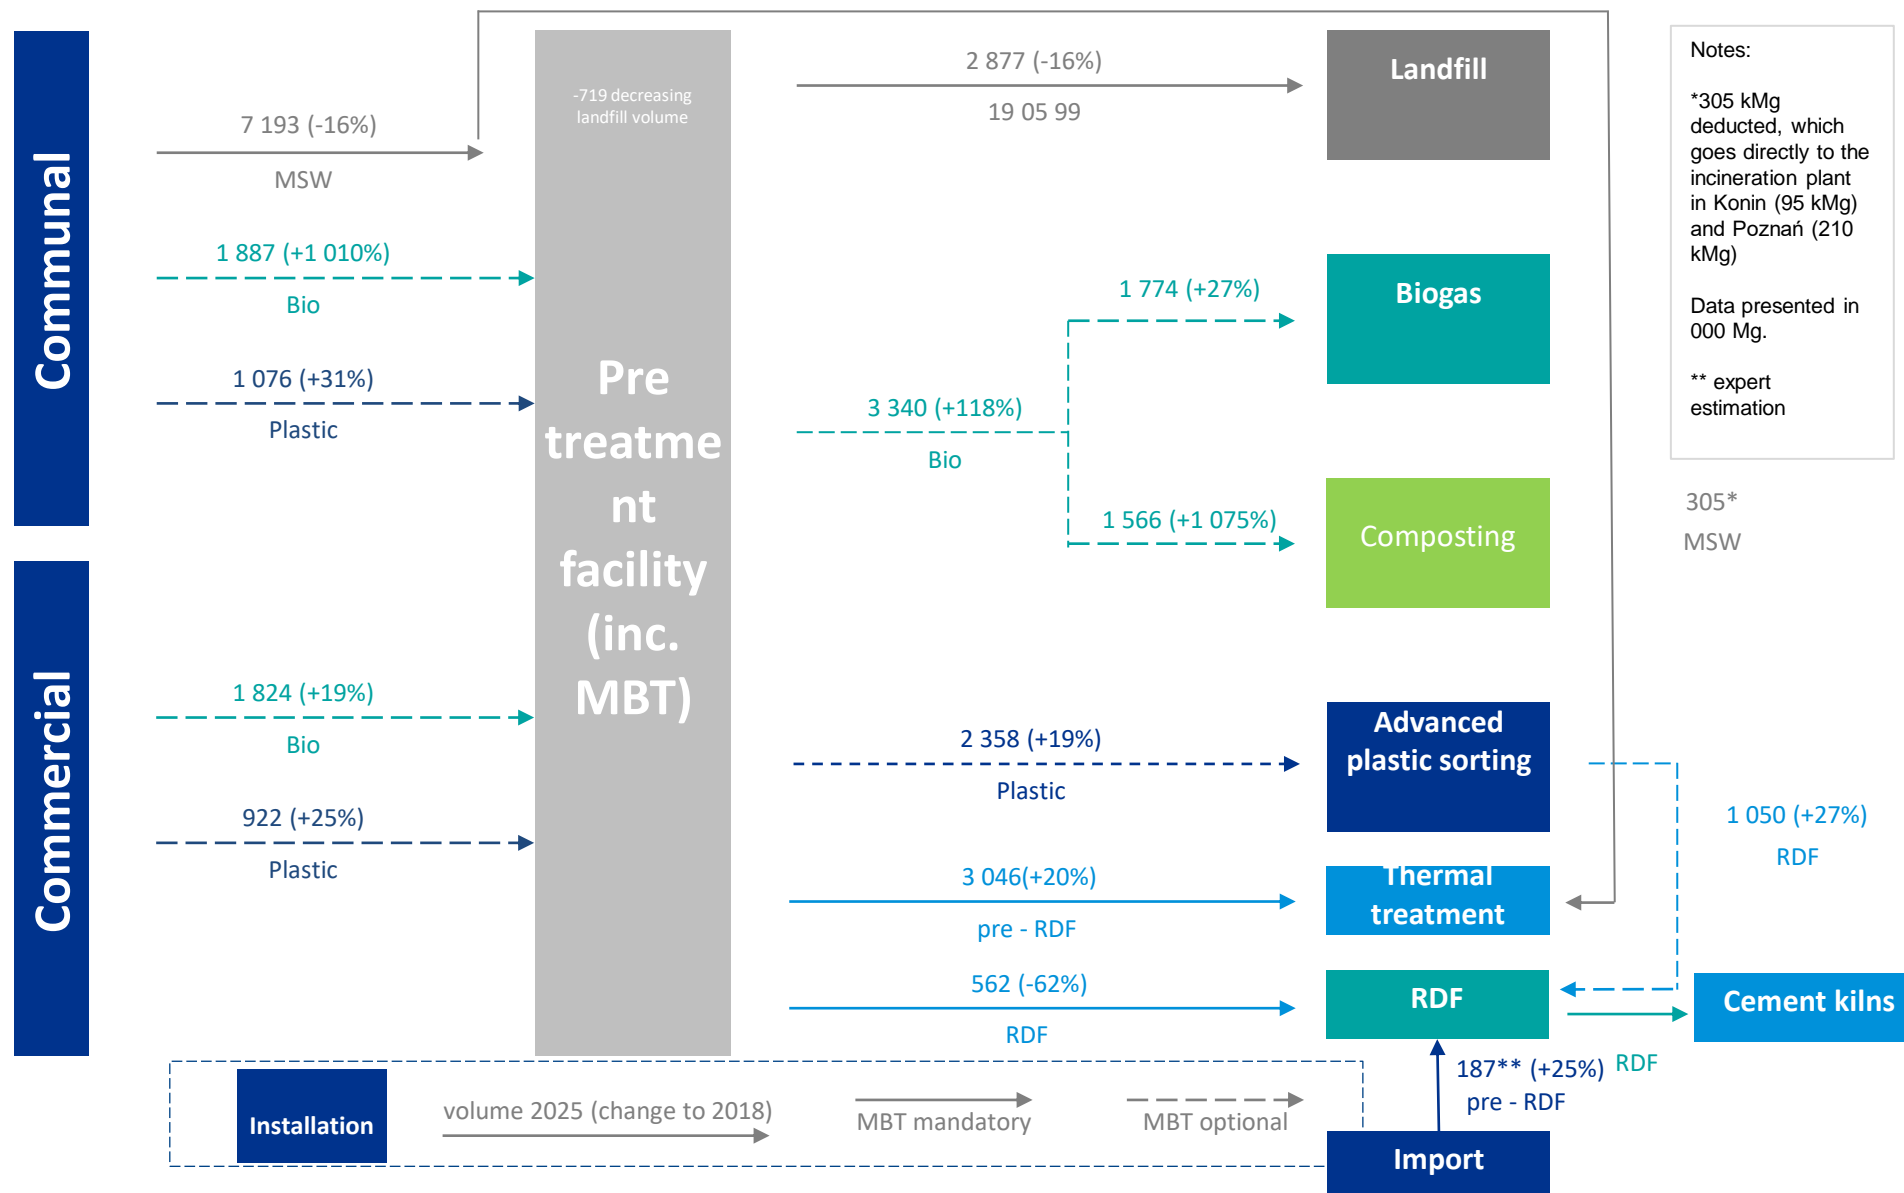 Communal
Commercial
7 193 (-16%)
MSW
1 887 (+1 010%)
Bio
1 076 (+31%)
Plastic
1 824 (+19%)
Bio
922 (+25%)
Plastic
-719 decreasing
landfill volume
Pre
treatme
nt
facility
(inc.
MBT)
2 877 (-16%)
19 05 99
3 340 (+118%)
Bio
1 774 (+27%)
1 566 (+1 075%)
2 358 (+19%)
Plastic
3 046(+20%)
pre - RDF
562 (-62%)
RDF
Landfill
Biogas
Composting
Advanced
plastic sorting
Thermal
treatment
RDF
Cement kilns
187** (+25%)
pre - RDF
RDF
Import
Notes:
*305 kMg
deducted, which
goes directly to the
incineration plant
in Konin (95 kMg)
and Poznań (210
kMg)
Data presented in
000 Mg.
** expert
estimation
305*
MSW
1 050 (+27%)
RDF
Installation
volume 2025 (change to 2018)
MBT mandatory
MBT optional